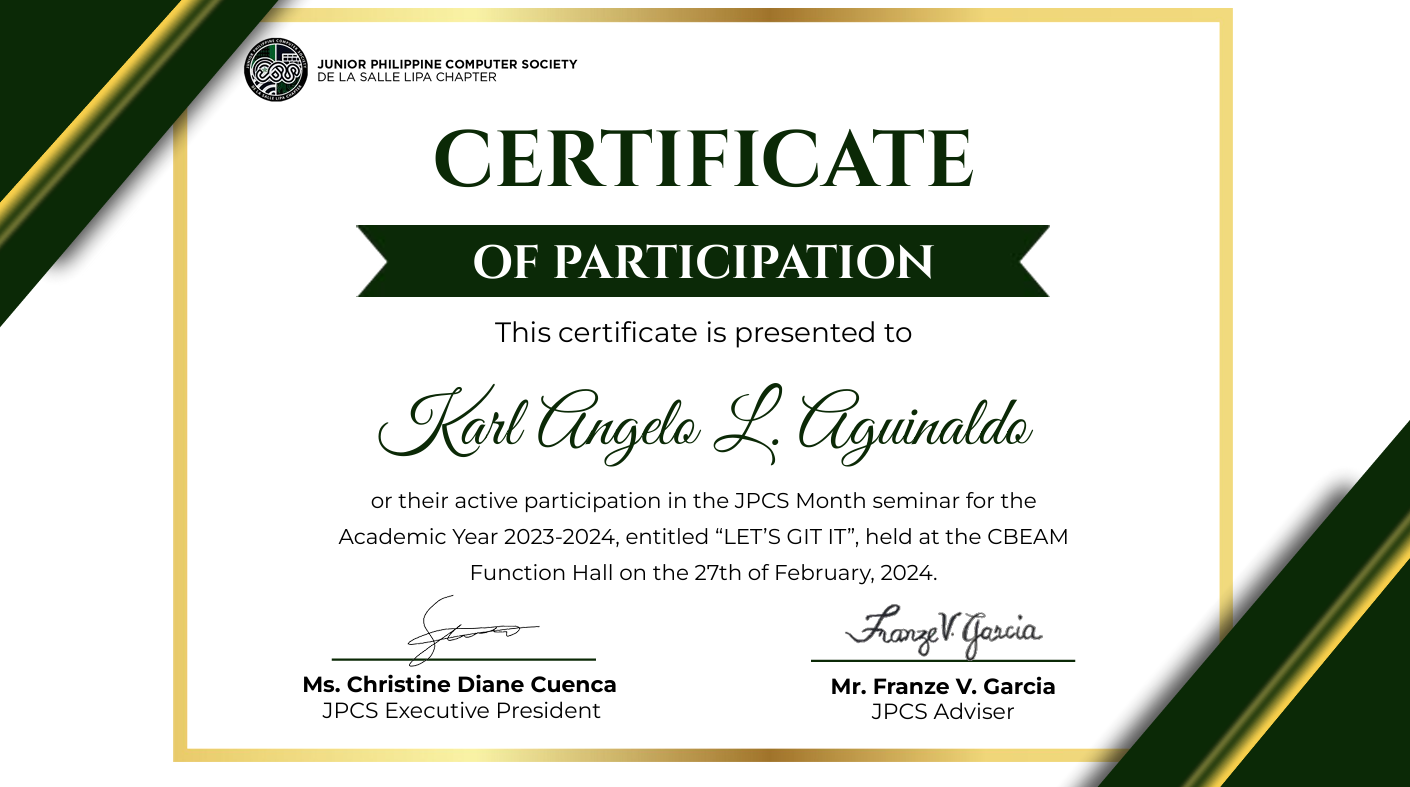 JUNIOR PHILIPPINE COMPUTER SOCIETY
DE LA SALLE LIPA CHAPTER
CERTIFICATE
OF PARTICIPATION
This certificate is presented to
Karl Angelo L. Aguinaldo
or their active participation in the JPCS Month seminar for the
Academic Year 2023-2024, entitled “LET’S GIT IT”, held at the CBEAM
Function Hall on the 27th of February, 2024.
Franze V. Garcia
Ms. Christine Diane Cuenca
JPCS Executive President
Mr. Franze V. Garcia
JPCS Adviser